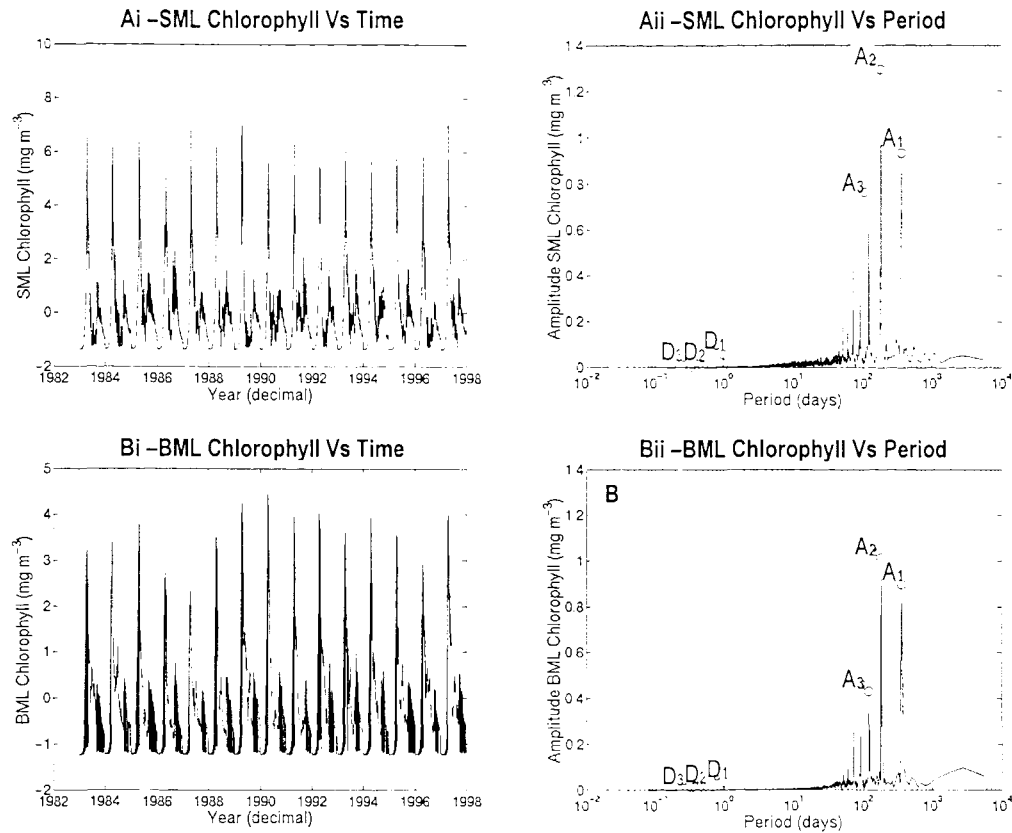 Ai –SML Chlorophyll Vs Time
10
8
6
4
2
0
−2
SML Chlorophyll (mg m⁻³)
1982 1984 1986 1988 1990 1992 1994 1996 1998
Year (decimal)
Aii –SML Chlorophyll Vs Period
1.4
1.2
1
0.8
0.6
0.4
0.2
0
Amplitude SML Chlorophyll (mg m⁻³)
A2
A1
A3
D3 D2 D1
10⁻² 10⁻¹ 10⁰ 10¹ 10² 10³ 10⁴
Period (days)
Bi –BML Chlorophyll Vs Time
5
4
3
2
1
0
−1
−2
BML Chlorophyll (mg m⁻³)
1982 1984 1986 1988 1990 1992 1994 1996 1998
Year (decimal)
Bii –BML Chlorophyll Vs Period
1.4
1.2
1
0.8
0.6
0.4
0.2
0
Amplitude BML Chlorophyll (mg m⁻³)
B
A2
A1
A3
D3 D2 D1
10⁻² 10⁻¹ 10⁰ 10¹ 10² 10³ 10⁴
Period (days)